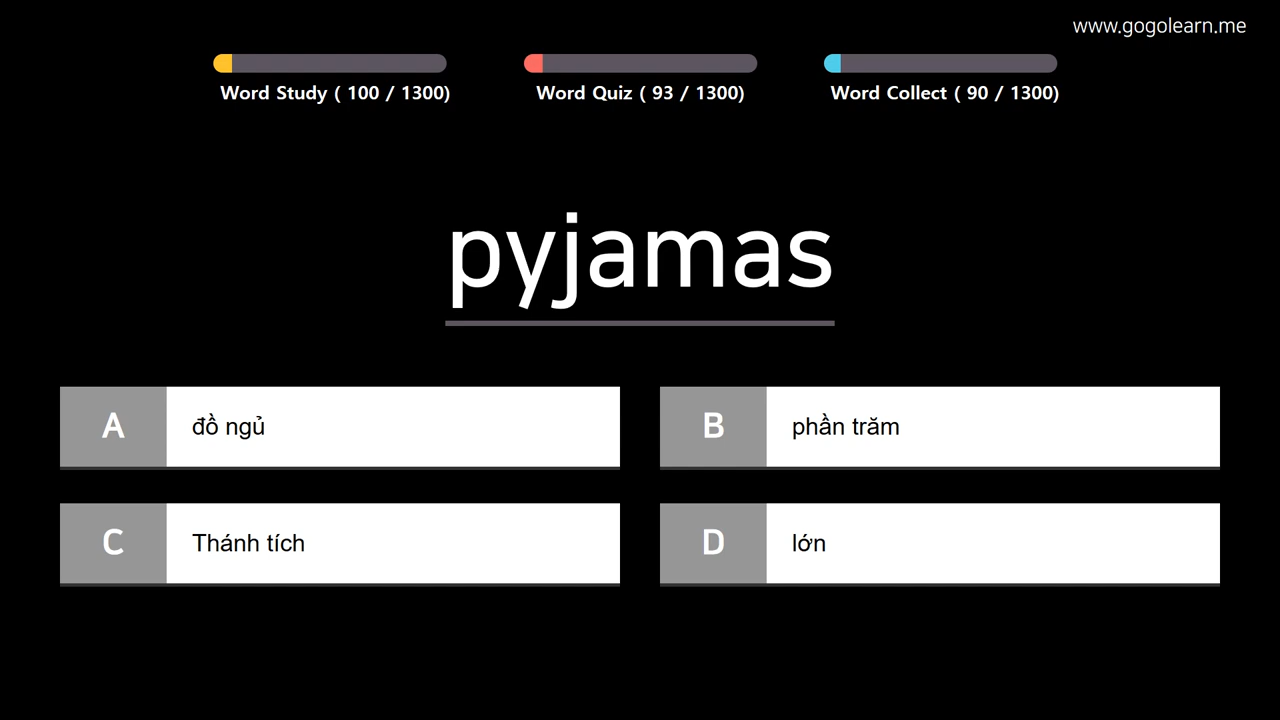 www.gogolearn.me
Word Study ( 100 / 1300)
Word Quiz ( 93 / 1300)
Word Collect ( 90 / 1300)
pyjamas
A
đồ ngủ
B
phần trăm
C
Thánh tích
D
lớn